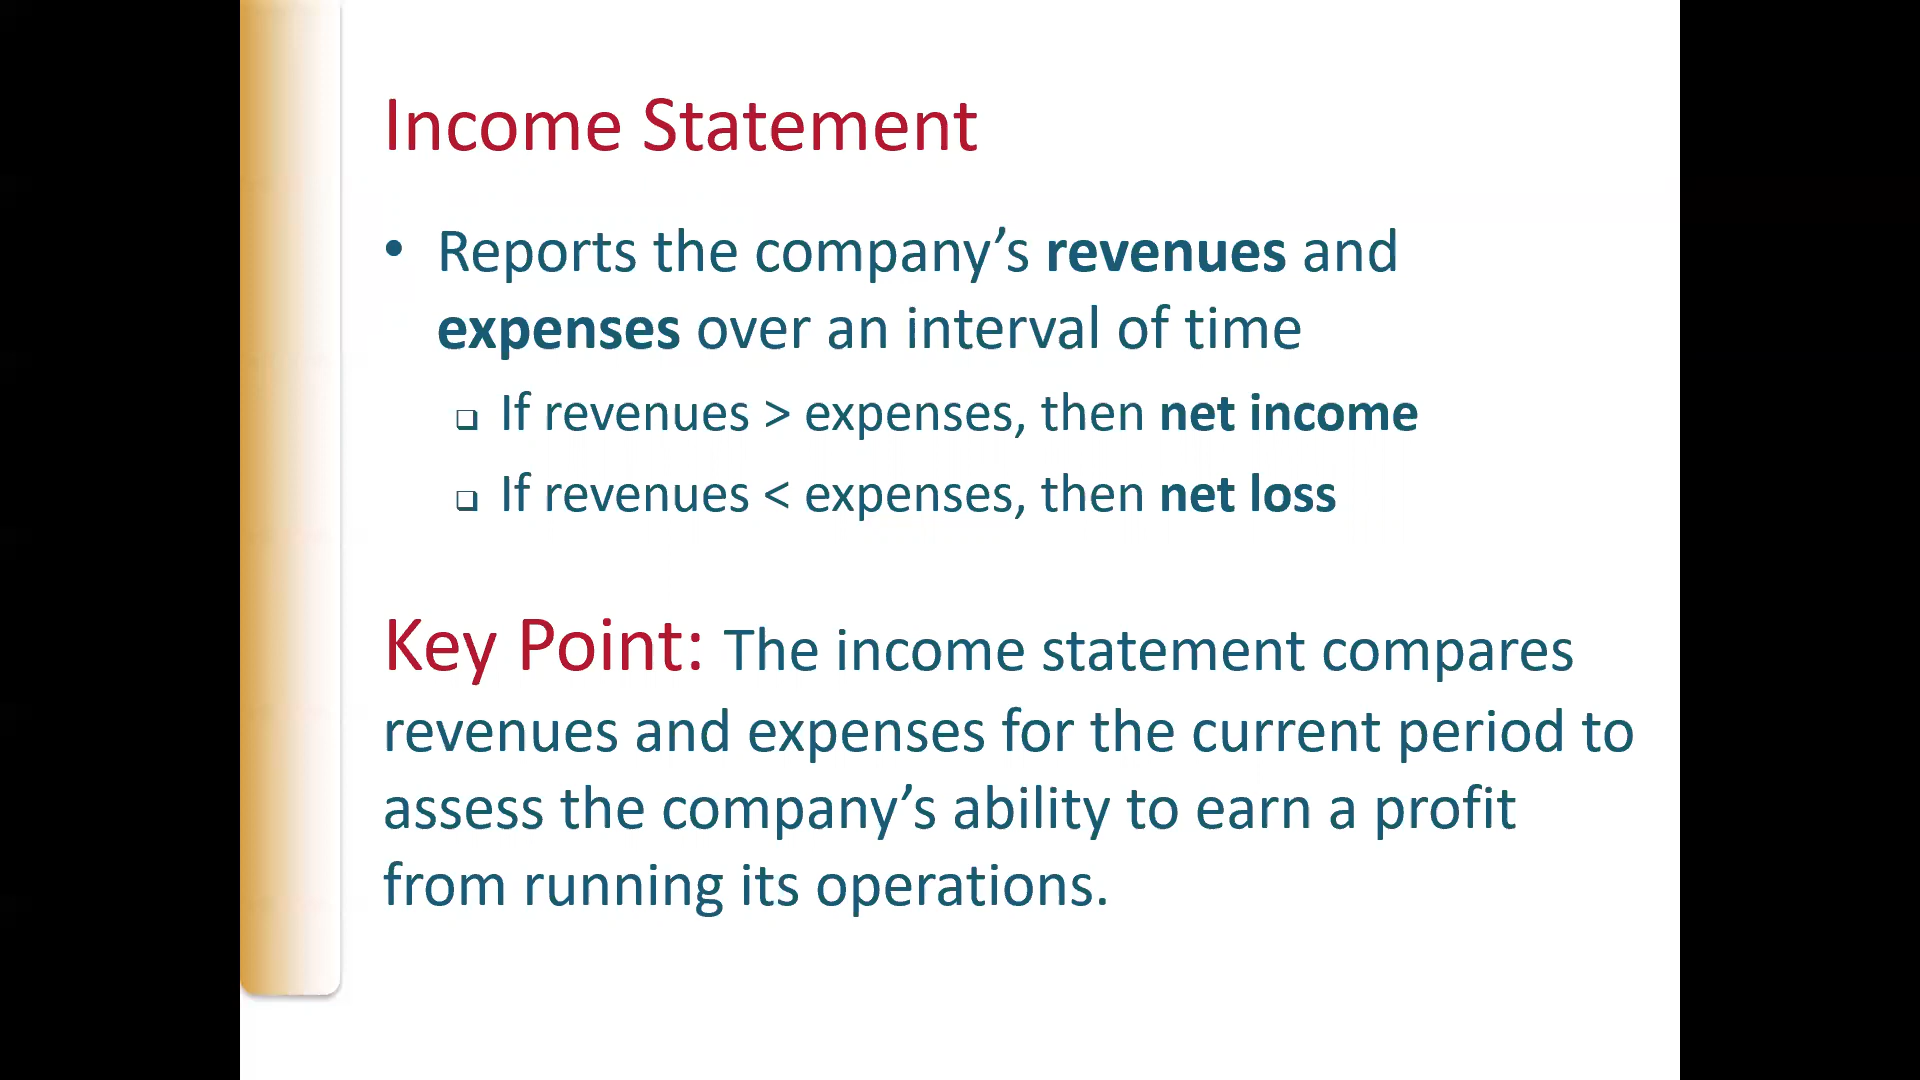 Income Statement
• Reports the company’s revenues and
expenses over an interval of time
❑ If revenues > expenses, then net income
❑ If revenues < expenses, then net loss
Key Point: The income statement compares
revenues and expenses for the current period to
assess the company’s ability to earn a profit
from running its operations.